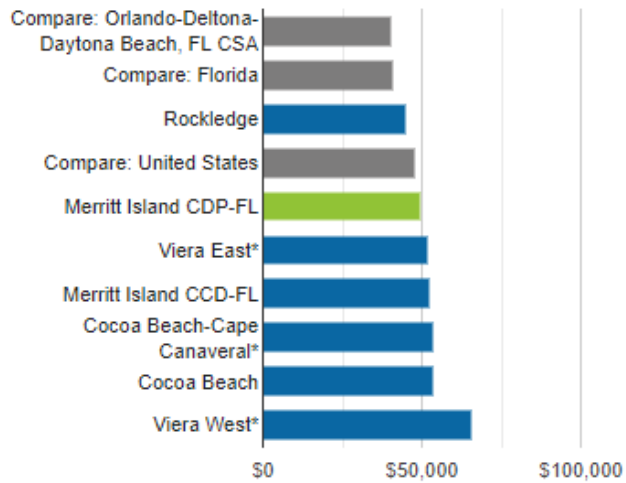 Compare: Orlando-Deltona-
Daytona Beach, FL CSA
Compare: Florida
Rockledge
Compare: United States
Merritt Island CDP-FL
Viera East*
Merritt Island CCD-FL
Cocoa Beach-Cape
Canaveral*
Cocoa Beach
Viera West*
$0 $50,000 $100,000